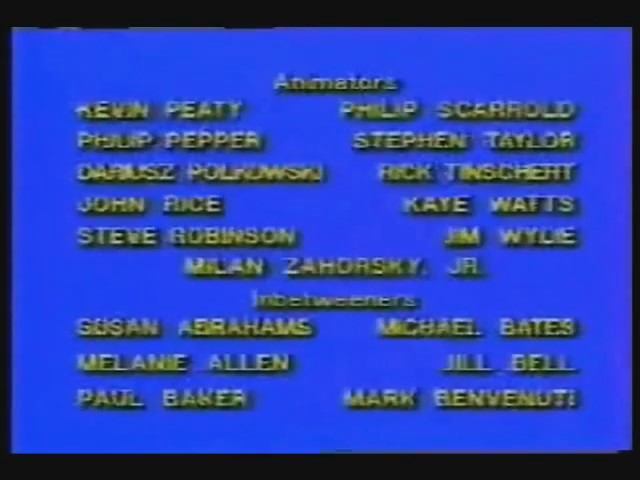 Animators
KEVIN PEATY PHILIP SCARROLD
PHILIP PEPPER STEPHEN TAYLOR
DARIUSZ POLKOWSKI RICK TINSCHERT
JOHN RICE KAYE WATTS
STEVE ROBINSON JIM WYLIE
MILAN ZAHORSKY, JR.
Inbetweeners
SUSAN ABRAHAMS MICHAEL BATES
MELANIE ALLEN JILL BELL
PAUL BAKER MARK BENVENUTI